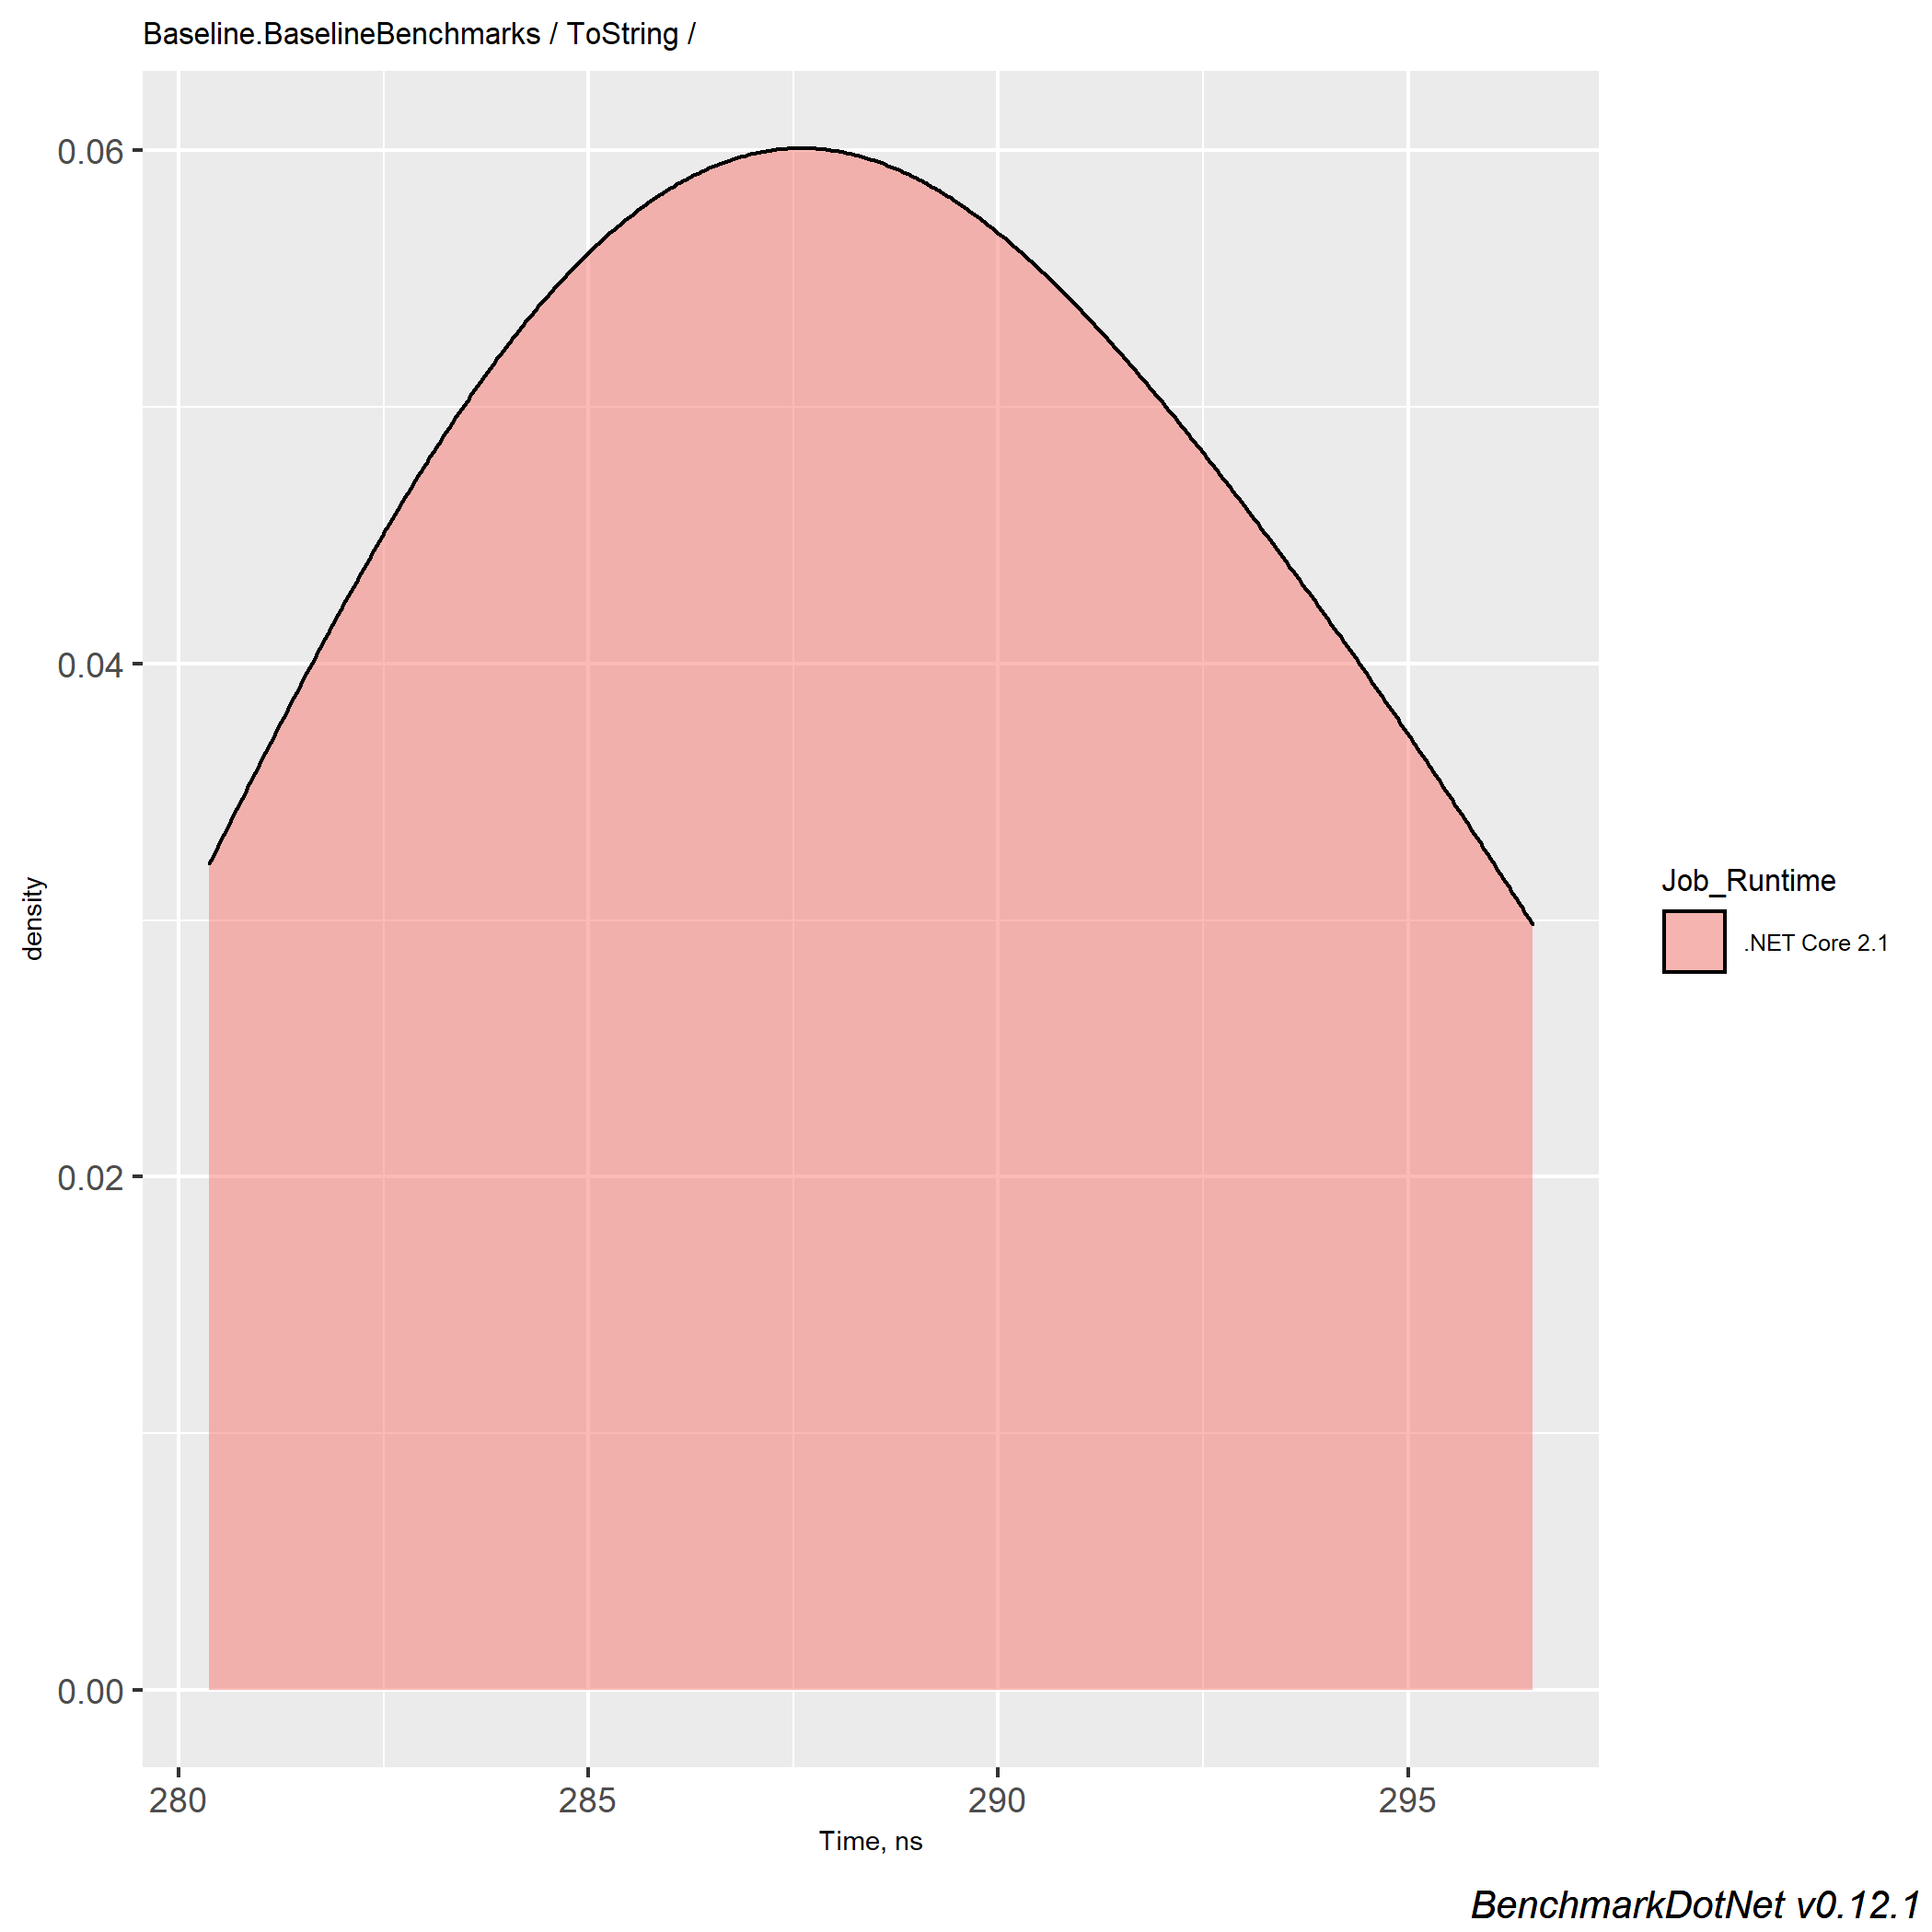 Baseline.BaselineBenchmarks / ToString /
0.06
0.04
0.02
0.00
density
280 285 290 295
Time, ns
Job_Runtime
.NET Core 2.1
BenchmarkDotNet v0.12.1